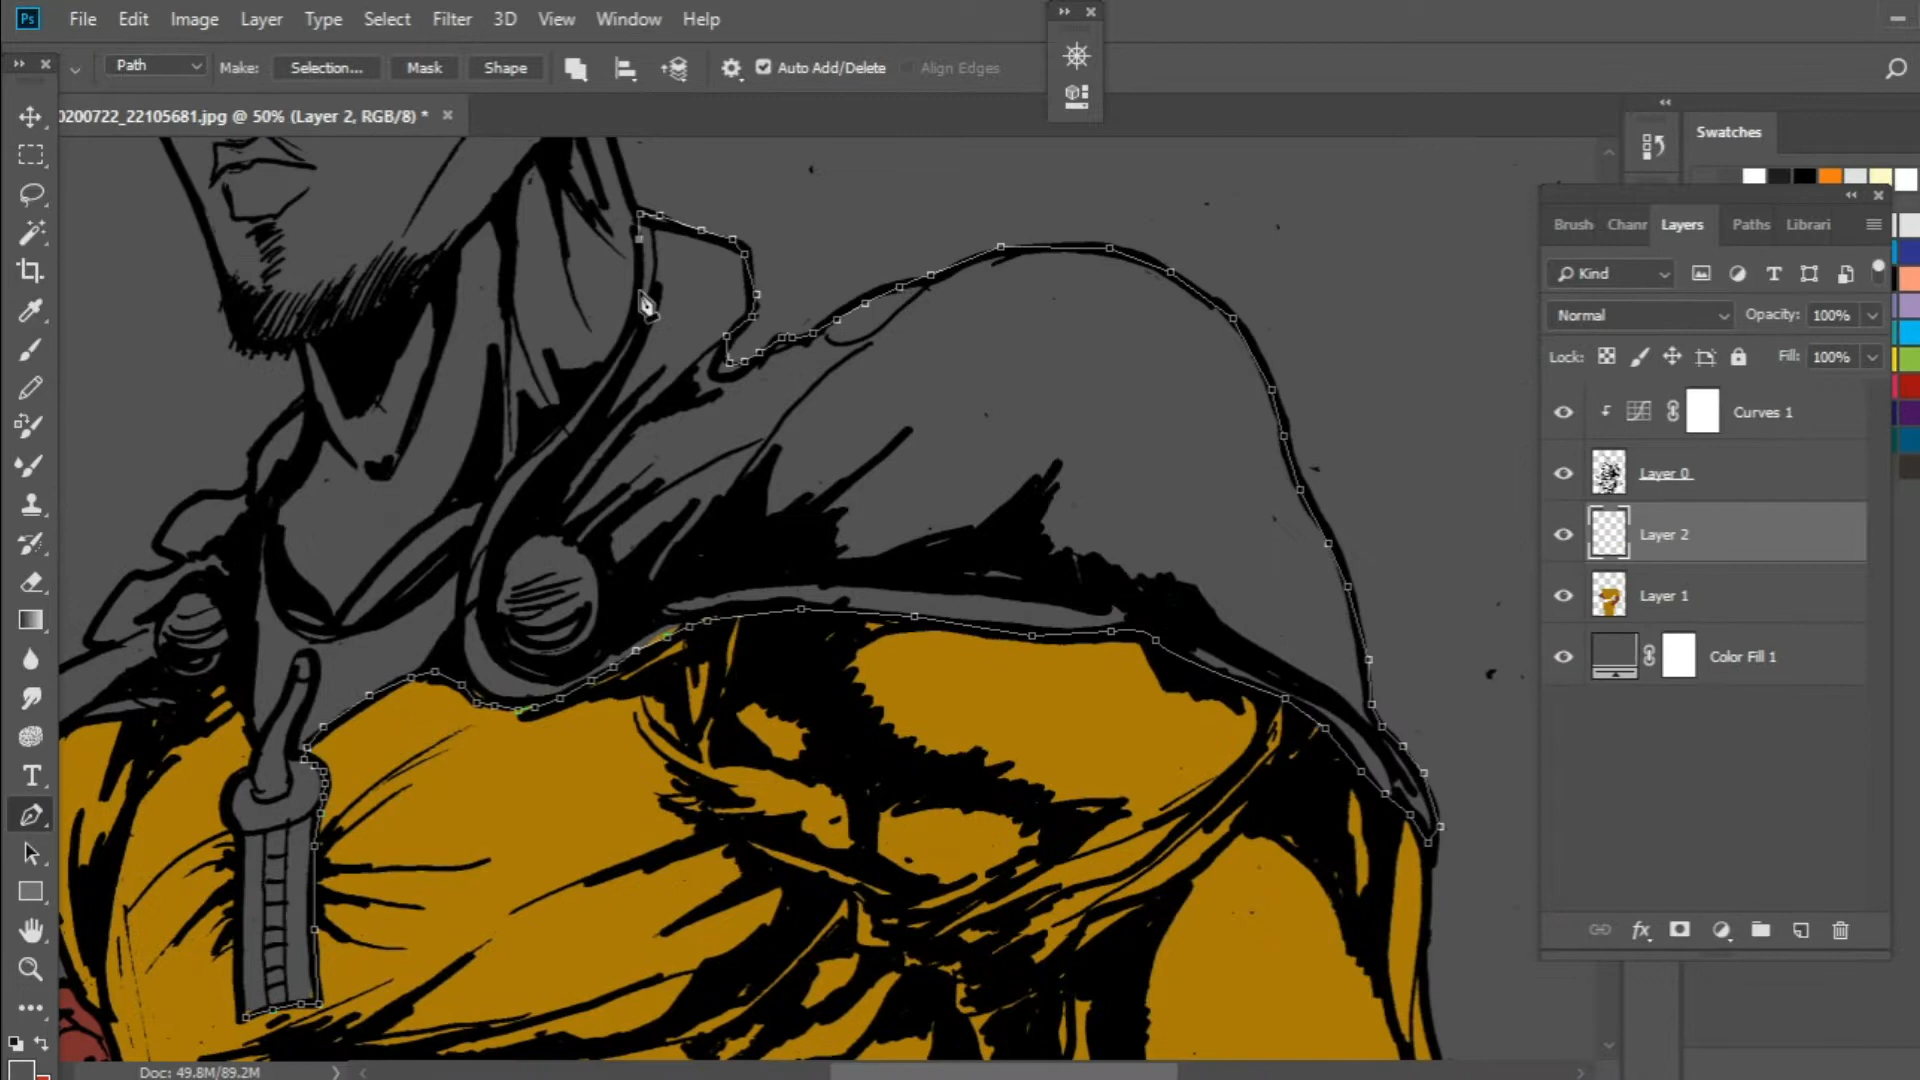 Ps File Edit Image Layer Type Select Filter 3D View Window Help
Path Make: Selection... Mask Shape Auto Add/Delete Align Edges
0200722_22105681.jpg @ 50% (Layer 2, RGB/8) *
Swatches
Brush Chanr Layers Paths Librari
Kind
Normal Opacity: 100%
Lock: Fill: 100%
Curves 1
Layer 0
Layer 2
Layer 1
Color Fill 1
fx
Doc: 49.8M/89.2M